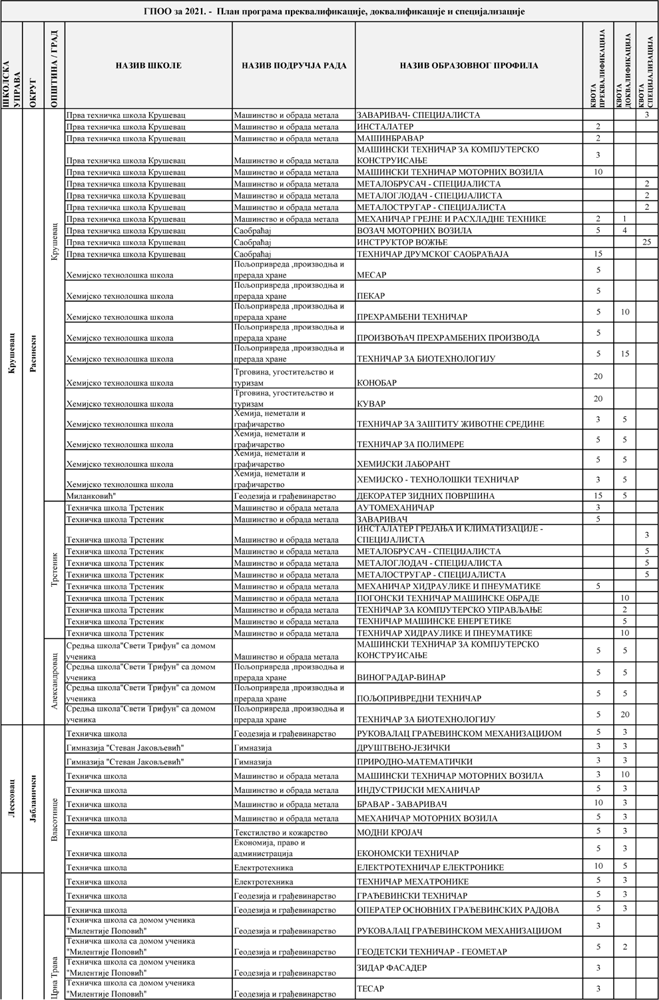 ГПОО за 2021. - План програма преквалификације, доквалификације и специјализације
ШКОЛСКА УПРАВА
ОКРУГ
ОПШТИНА / ГРАД
НАЗИВ ШКОЛЕ
НАЗИВ ПОДРУЧЈА РАДА
НАЗИВ ОБРАЗОВНОГ ПРОФИЛА
КВОТА ПРЕКВАЛИФИКАЦИЈА
КВОТА ДОКВАЛИФИКАЦИЈА
КВОТА СПЕЦИЈАЛИЗАЦИЈА
Крушевац
Расински
Крушевац
Прва техничка школа Крушевац Машинство и обрада метала ЗАВАРИВАЧ- СПЕЦИЈАЛИСТА 3
Прва техничка школа Крушевац Машинство и обрада метала ИНСТАЛАТЕР 2
Прва техничка школа Крушевац Машинство и обрада метала МАШИНБРАВАР 2
Прва техничка школа Крушевац Машинство и обрада метала МАШИНСКИ ТЕХНИЧАР ЗА КОМПЈУТЕРСКО
КОНСТРУИСАЊЕ 3
Прва техничка школа Крушевац Машинство и обрада метала МАШИНСКИ ТЕХНИЧАР МОТОРНИХ ВОЗИЛА 10
Прва техничка школа Крушевац Машинство и обрада метала МЕТАЛОБРУСАЧ - СПЕЦИЈАЛИСТА 2
Прва техничка школа Крушевац Машинство и обрада метала МЕТАЛОГЛОДАЧ - СПЕЦИЈАЛИСТА 2
Прва техничка школа Крушевац Машинство и обрада метала МЕТАЛОСТРУГАР - СПЕЦИЈАЛИСТА 2
Прва техничка школа Крушевац Машинство и обрада метала МЕХАНИЧАР ГРЕЈНЕ И РАСХЛАДНЕ ТЕХНИКЕ 2 1
Прва техничка школа Крушевац Саобраћај ВОЗАЧ МОТОРНИХ ВОЗИЛА 5 4
Прва техничка школа Крушевац Саобраћај ИНСТРУКТОР ВОЖЊЕ 25
Прва техничка школа Крушевац Саобраћај ТЕХНИЧАР ДРУМСКОГ САОБРАЋАЈА 15
Хемијско технолошка школа Пољопривреда ,производња и
прерада хране МЕСАР 5
Хемијско технолошка школа Пољопривреда ,производња и
прерада хране ПЕКАР 5
Хемијско технолошка школа Пољопривреда ,производња и
прерада хране ПРЕХРАМБЕНИ ТЕХНИЧАР 5 10
Хемијско технолошка школа Пољопривреда ,производња и
прерада хране ПРОИЗВОЂАЧ ПРЕХРАМБЕНИХ ПРОИЗВОДА 5
Хемијско технолошка школа Пољопривреда ,производња и
прерада хране ТЕХНИЧАР ЗА БИОТЕХНОЛОГИЈУ 5 15
Хемијско технолошка школа Трговина, угоститељство и
туризам КОНОБАР 20
Хемијско технолошка школа Трговина, угоститељство и
туризам КУВАР 20
Хемијско технолошка школа Хемија, неметали и
графичарство ТЕХНИЧАР ЗА ЗАШТИТУ ЖИВОТНЕ СРЕДИНЕ 3 5
Хемијско технолошка школа Хемија, неметали и
графичарство ТЕХНИЧАР ЗА ПОЛИМЕРЕ 5 5
Хемијско технолошка школа Хемија, неметали и
графичарство ХЕМИЈСКИ ЛАБОРАНТ 5 5
Хемијско технолошка школа Хемија, неметали и
графичарство ХЕМИЈСКО - ТЕХНОЛОШКИ ТЕХНИЧАР 3 5
Миланковић" Геодезија и грађевинарство ДЕКОРАТЕР ЗИДНИХ ПОВРШИНА 15 5
Трстеник
Техничка школа Трстеник Машинство и обрада метала АУТОМЕХАНИЧАР 3
Техничка школа Трстеник Машинство и обрада метала ЗАВАРИВАЧ 5
Техничка школа Трстеник Машинство и обрада метала ИНСТАЛАТЕР ГРЕЈАЊА И КЛИМАТИЗАЦИЈЕ -
СПЕЦИЈАЛИСТА 3
Техничка школа Трстеник Машинство и обрада метала МЕТАЛОБРУСАЧ - СПЕЦИЈАЛИСТА 5
Техничка школа Трстеник Машинство и обрада метала МЕТАЛОГЛОДАЧ - СПЕЦИЈАЛИСТА 5
Техничка школа Трстеник Машинство и обрада метала МЕТАЛОСТРУГАР - СПЕЦИЈАЛИСТА 5
Техничка школа Трстеник Машинство и обрада метала МЕХАНИЧАР ХИДРАУЛИКЕ И ПНЕУМАТИКЕ 5
Техничка школа Трстеник Машинство и обрада метала ПОГОНСКИ ТЕХНИЧАР МАШИНСКЕ ОБРАДЕ 10
Техничка школа Трстеник Машинство и обрада метала ТЕХНИЧАР ЗА КОМПЈУТЕРСКО УПРАВЉАЊЕ 2
Техничка школа Трстеник Машинство и обрада метала ТЕХНИЧАР МАШИНСКЕ ЕНЕРГЕТИКЕ 5
Техничка школа Трстеник Машинство и обрада метала ТЕХНИЧАР ХИДРАУЛИКЕ И ПНЕУМАТИКЕ 10
Александровац
Средња школа"Свети Трифун" са домом
ученика Машинство и обрада метала МАШИНСКИ ТЕХНИЧАР ЗА КОМПЈУТЕРСКО
КОНСТРУИСАЊЕ 5 5
Средња школа"Свети Трифун" са домом
ученика Пољопривреда ,производња и
прерада хране ВИНОГРАДАР-ВИНАР 5 5
Средња школа"Свети Трифун" са домом
ученика Пољопривреда ,производња и
прерада хране ПОЉОПРИВРЕДНИ ТЕХНИЧАР 5 5
Средња школа"Свети Трифун" са домом
ученика Пољопривреда ,производња и
прерада хране ТЕХНИЧАР ЗА БИОТЕХНОЛОГИЈУ 5 20
Лесковац
Јабланички
Власотинце
Техничка школа Геодезија и грађевинарство РУКОВАЛАЦ ГРАЂЕВИНСКОМ МЕХАНИЗАЦИЈОМ 5 3
Гимназија "Стеван Јаковљевић" Гимназија ДРУШТВЕНО-ЈЕЗИЧКИ 3 3
Гимназија "Стеван Јаковљевић" Гимназија ПРИРОДНО-МАТЕМАТИЧКИ 3 3
Техничка школа Машинство и обрада метала МАШИНСКИ ТЕХНИЧАР МОТОРНИХ ВОЗИЛА 3 10
Техничка школа Машинство и обрада метала ИНДУСТРИЈСКИ МЕХАНИЧАР 5 3
Техничка школа Машинство и обрада метала БРАВАР - ЗАВАРИВАЧ 10 3
Техничка школа Машинство и обрада метала МЕХАНИЧАР МОТОРНИХ ВОЗИЛА 5 3
Техничка школа Текстилство и кожарство МОДНИ КРОЈАЧ 5 3
Техничка школа Економија, право и
администрација ЕКОНОМСКИ ТЕХНИЧАР 5 3
Техничка школа Електротехника ЕЛЕКТРОТЕХНИЧАР ЕЛЕКТРОНИКЕ 10 5
Техничка школа Електротехника ТЕХНИЧАР МЕХАТРОНИКЕ 5 3
Техничка школа Геодезија и грађевинарство ГРАЂЕВИНСКИ ТЕХНИЧАР 5 3
Техничка школа Геодезија и грађевинарство ОПЕРАТЕР ОСНОВНИХ ГРАЂЕВИНСКИХ РАДОВА 5 3
Црна Трава
Техничка школа са домом ученика
"Милентије Поповић" Геодезија и грађевинарство РУКОВАЛАЦ ГРАЂЕВИНСКОМ МЕХАНИЗАЦИЈОМ 3
Техничка школа са домом ученика
"Милентије Поповић" Геодезија и грађевинарство ГЕОДЕТСКИ ТЕХНИЧАР - ГЕОМЕТАР 5 2
Техничка школа са домом ученика
"Милентије Поповић" Геодезија и грађевинарство ЗИДАР ФАСАДЕР 3
Техничка школа са домом ученика
"Милентије Поповић" Геодезија и грађевинарство ТЕСАР 3